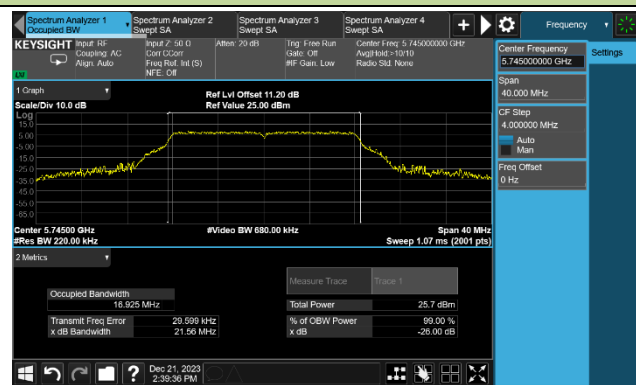 Spectrum Analyzer 1
Occupied BW
Spectrum Analyzer 2
Swept SA
Spectrum Analyzer 3
Swept SA
Spectrum Analyzer 4
Swept SA
+
Frequency
KEYSIGHT
Input: RF
Coupling: AC
Align: Auto
Input Z: 50 Ω
Corr CCorr
Freq Ref: Int (S)
NFE: Off
Atten: 20 dB
Trig: Free Run
Gate: Off
#IF Gain: Low
Center Freq: 5.745000000 GHz
Avg|Hold:>10/10
Radio Std: None
Center Frequency
5.745000000 GHz
Settings
Span
40.000 MHz
CF Step
4.000000 MHz
Auto
Man
Freq Offset
0 Hz
1 Graph
Scale/Div 10.0 dB
Ref Lvl Offset 11.20 dB
Ref Value 25.00 dBm
Log
15.0
5.00
-5.00
-15.0
-25.0
-35.0
-45.0
-55.0
-65.0
Center 5.74500 GHz
#Res BW 220.00 kHz
#Video BW 680.00 kHz
Span 40 MHz
Sweep 1.07 ms (2001 pts)
2 Metrics
Measure Trace
Trace 1
Occupied Bandwidth
16.925 MHz
Total Power
25.7 dBm
Transmit Freq Error
29.599 kHz
% of OBW Power
99.00 %
x dB Bandwidth
21.56 MHz
x dB
-26.00 dB
?
Dec 21, 2023
2:39:36 PM